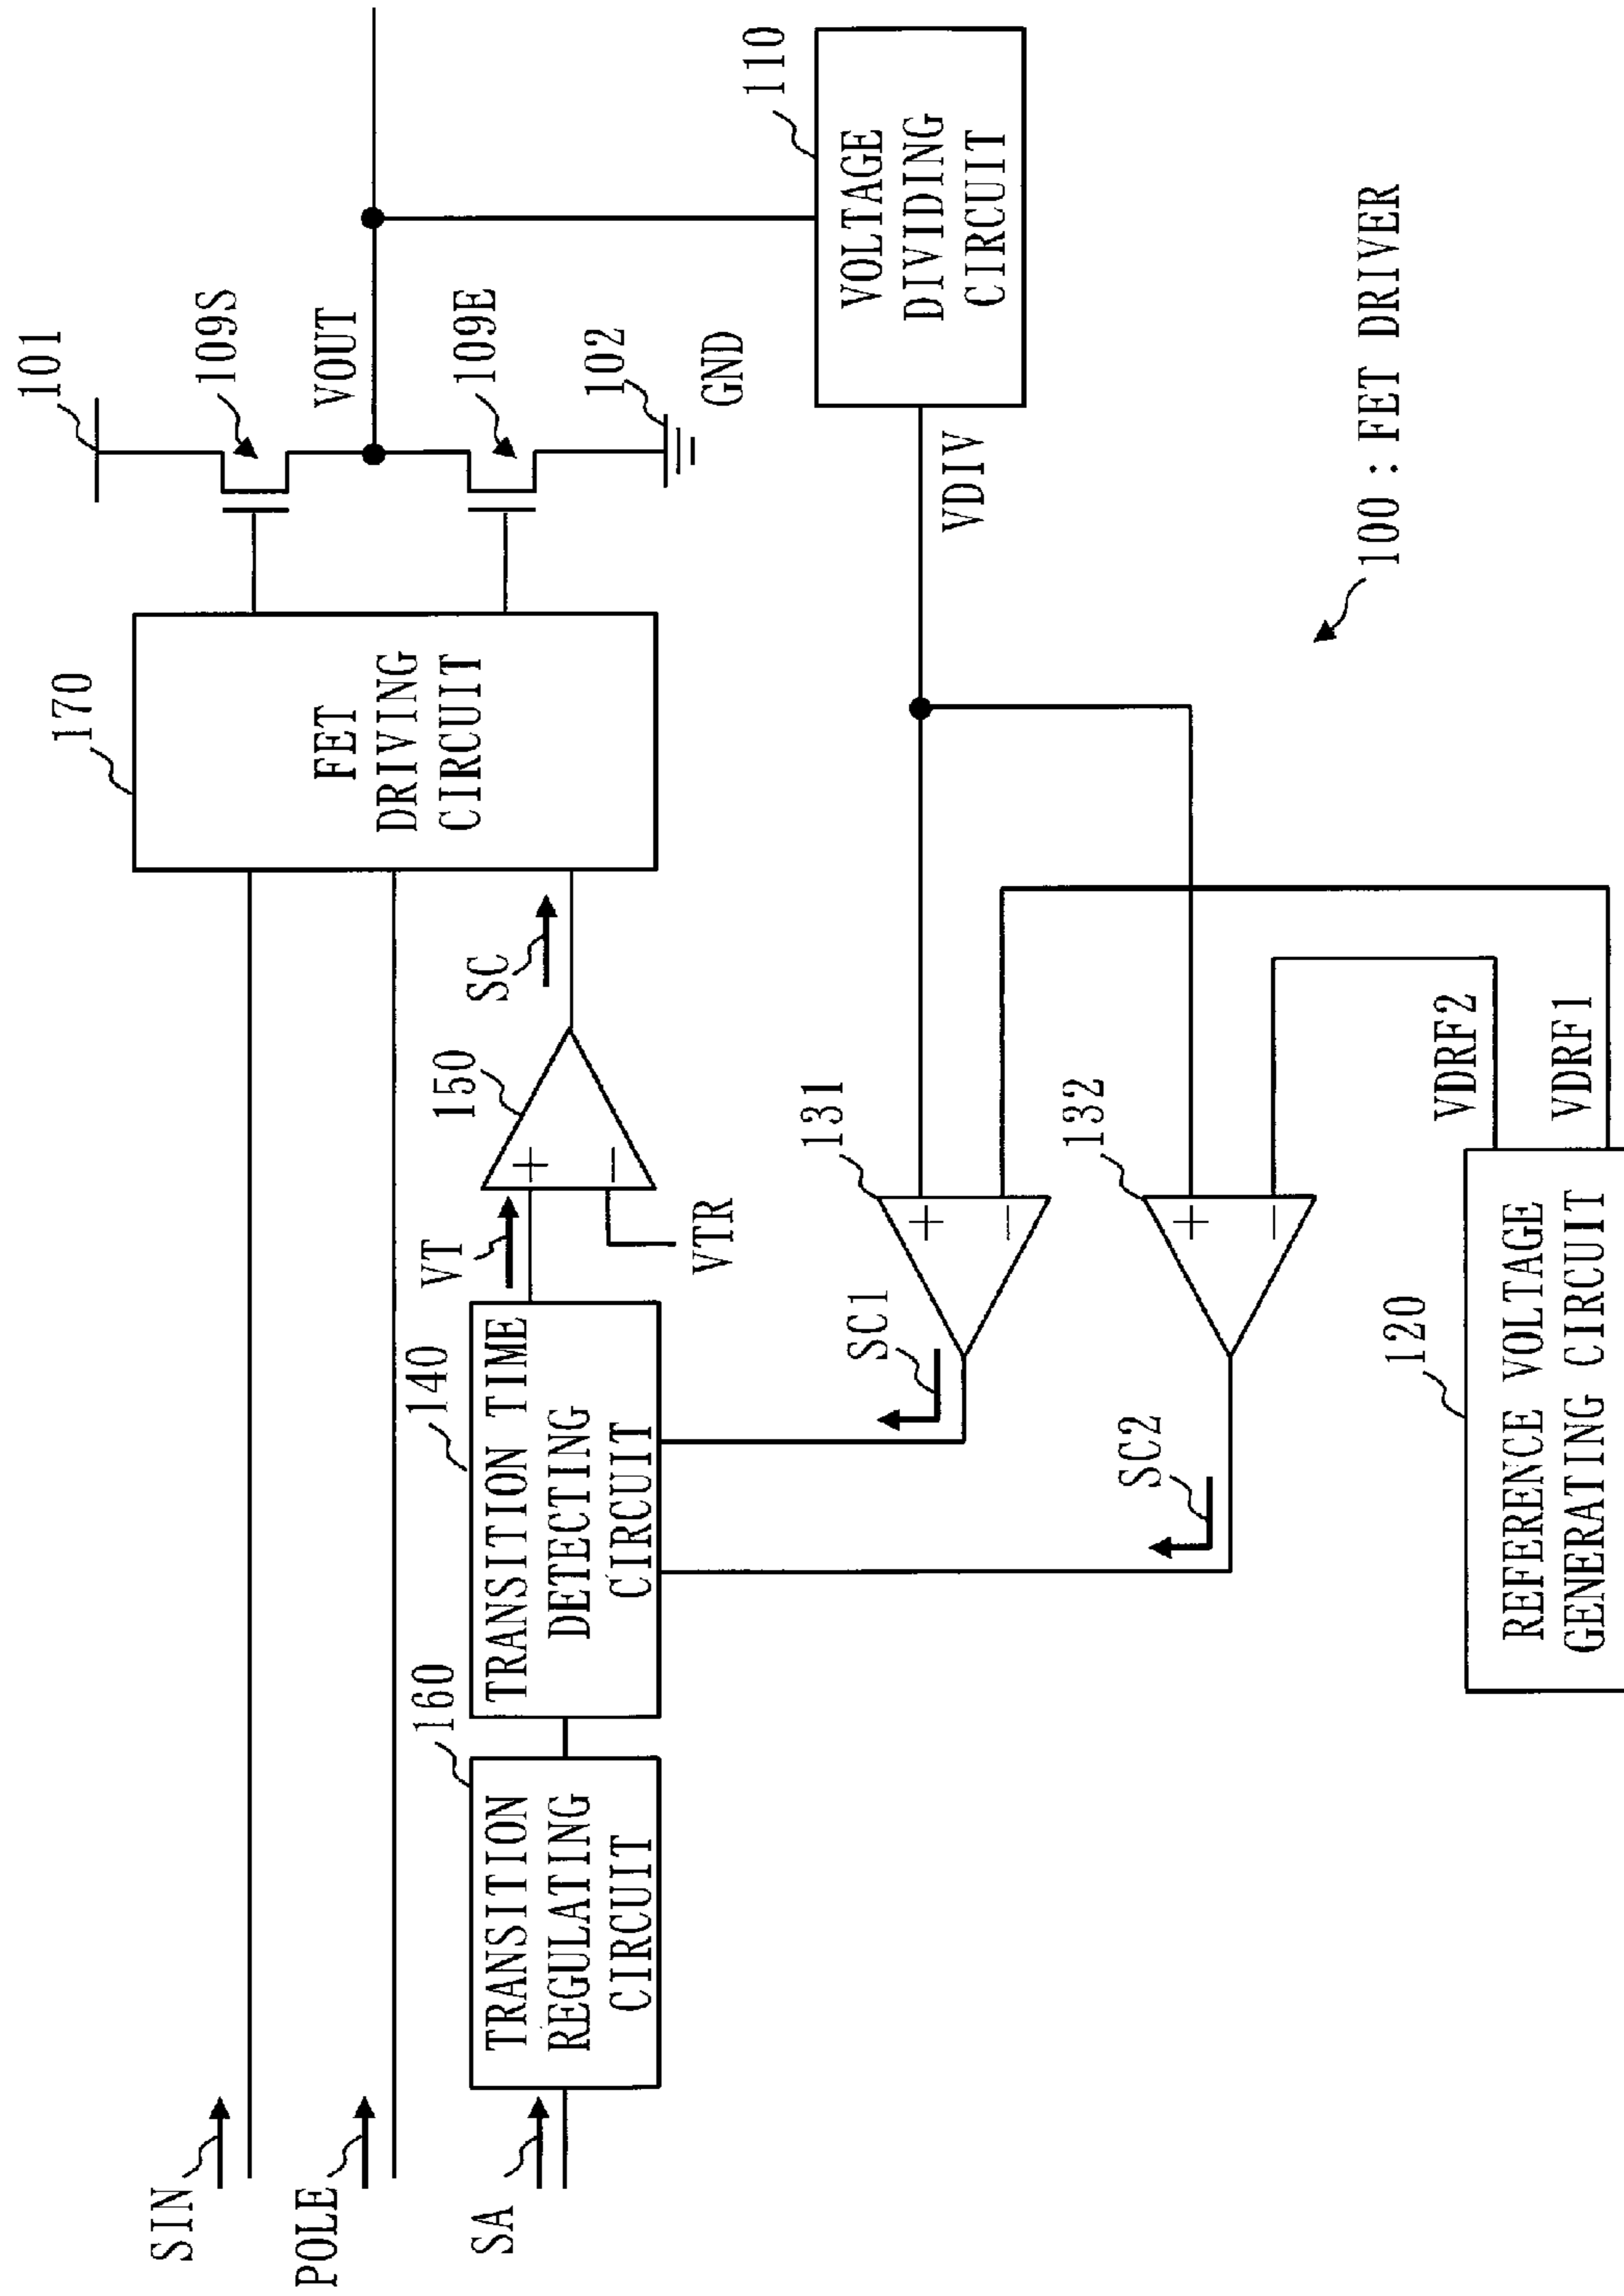 101
109S
VOUT
109E
102
GND
170
FET
DRIVING
CIRCUIT
110
VOLTAGE
DIVIDING
CIRCUIT
VDIV
SIN
POLE
SA
160
TRANSITION
REGULATING
CIRCUIT
140
TRANSITION TIME
DETECTING
CIRCUIT
VT
VTR
150
+
−
SC
SC1
131
+
−
SC2
132
+
−
120
REFERENCE VOLTAGE
GENERATING CIRCUIT
VDRF2
VDRF1
100 : FET DRIVER